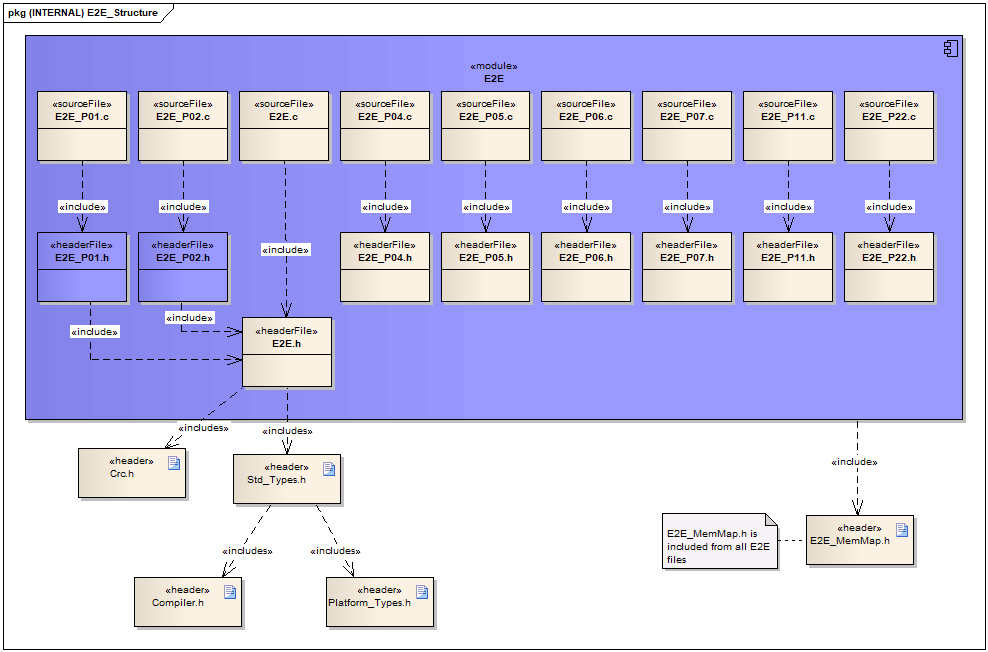 pkg (INTERNAL) E2E_Structure
«module»
E2E
«sourceFile»
E2E_P01.c
«sourceFile»
E2E_P02.c
«sourceFile»
E2E.c
«sourceFile»
E2E_P04.c
«sourceFile»
E2E_P05.c
«sourceFile»
E2E_P06.c
«sourceFile»
E2E_P07.c
«sourceFile»
E2E_P11.c
«sourceFile»
E2E_P22.c
«include»
«include»
«include»
«include»
«include»
«include»
«include»
«include»
«include»
«headerFile»
E2E_P01.h
«headerFile»
E2E_P02.h
«headerFile»
E2E_P04.h
«headerFile»
E2E_P05.h
«headerFile»
E2E_P06.h
«headerFile»
E2E_P07.h
«headerFile»
E2E_P11.h
«headerFile»
E2E_P22.h
«include»
«include»
«headerFile»
E2E.h
«includes»
«includes»
«include»
«header»
Crc.h
«header»
Std_Types.h
E2E_MemMap.h is
included from all E2E
files
«header»
E2E_MemMap.h
«includes»
«includes»
«header»
Compiler.h
«header»
Platform_Types.h